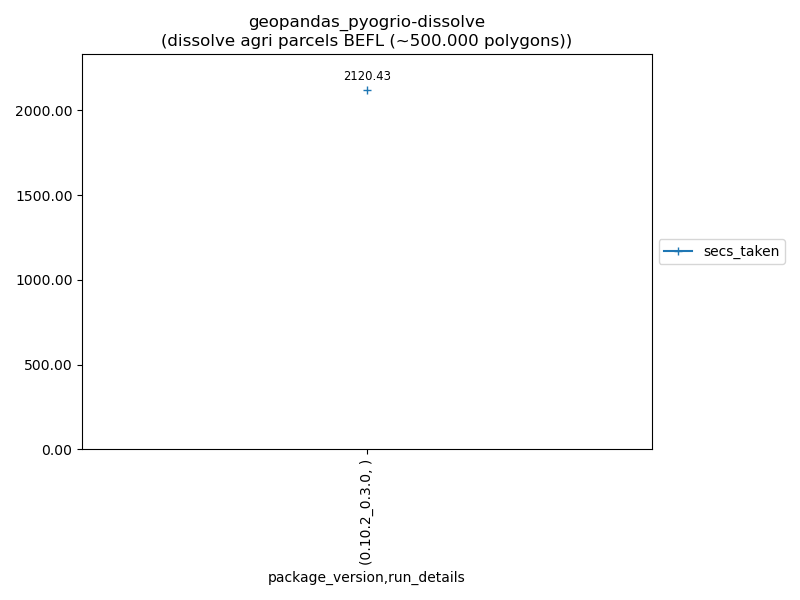 geopandas_pyogrio-dissolve
(dissolve agri parcels BEFL (~500.000 polygons))
2120.43
2000.00
1500.00
1000.00
500.00
0.00
secs_taken
(0.10.2_0.3.0, )
package_version,run_details